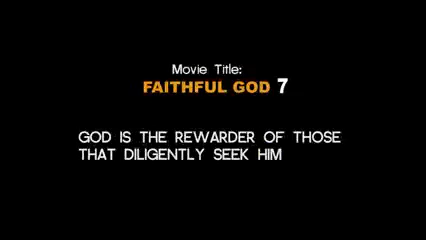 Movie Title:
FAITHFUL GOD 7
GOD IS THE REWARDER OF THOSE
THAT DILIGENTLY SEEK HIM